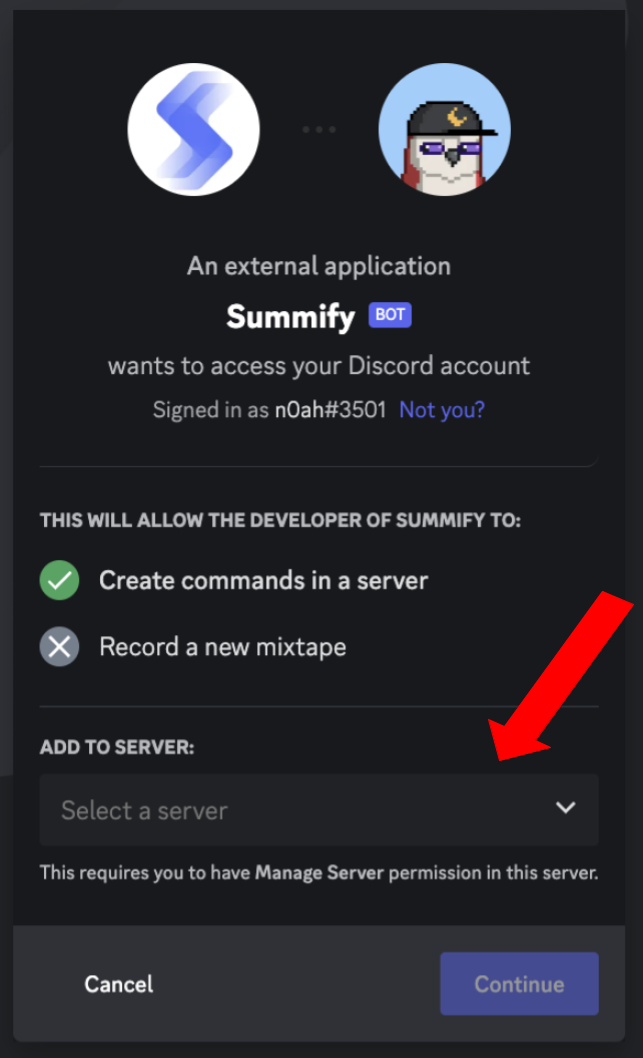 An external application
Summify BOT
wants to access your Discord account
Signed in as n0ah#3501 Not you?
THIS WILL ALLOW THE DEVELOPER OF SUMMIFY TO:
Create commands in a server
Record a new mixtape
ADD TO SERVER:
Select a server
This requires you to have Manage Server permission in this server.
Cancel Continue